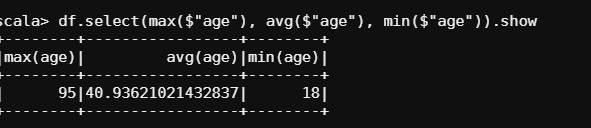 scala> df.select(max($"age"), avg($"age"), min($"age")).show
+--------+-----------------+--------+
|max(age)|         avg(age)|min(age)|
+--------+-----------------+--------+
|      95|40.93621021432837|      18|
+--------+-----------------+--------+